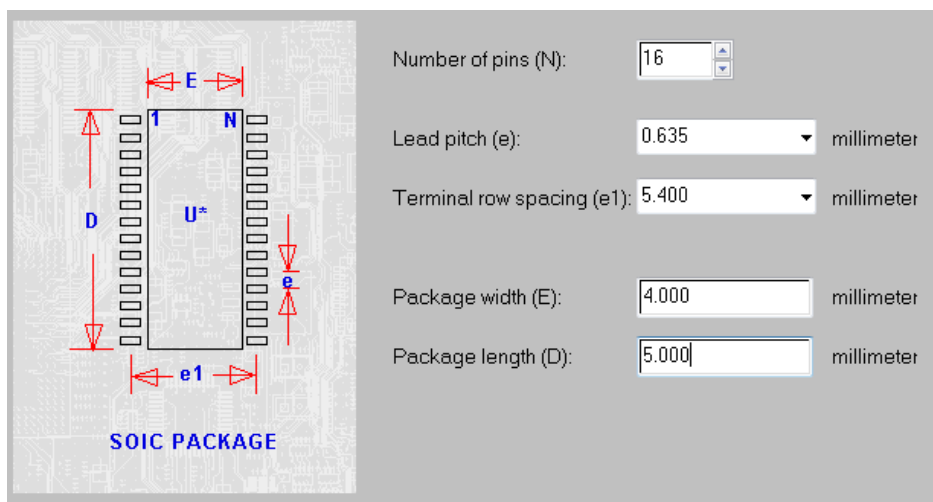 E
1 N
D
U*
e
e1
SOIC PACKAGE
Number of pins (N): 16
Lead pitch (e): 0.635 millimeter
Terminal row spacing (e1): 5.400 millimeter
Package width (E): 4.000 millimeter
Package length (D): 5.000 millimeter